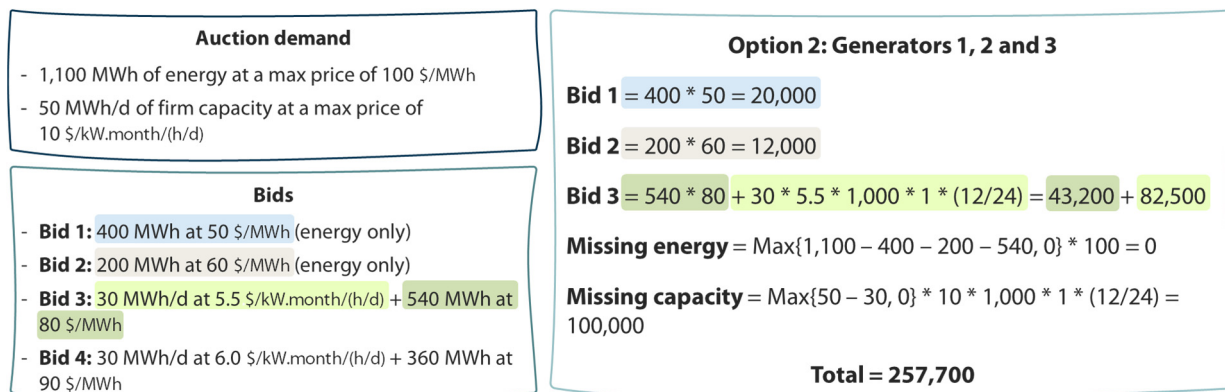 Auction demand
- 1,100 MWh of energy at a max price of 100 $/MWh
- 50 MWh/d of firm capacity at a max price of
10 $/kW.month/(h/d)
Bids
- Bid 1: 400 MWh at 50 $/MWh (energy only)
- Bid 2: 200 MWh at 60 $/MWh (energy only)
- Bid 3: 30 MWh/d at 5.5 $/kW.month/(h/d) + 540 MWh at
80 $/MWh
- Bid 4: 30 MWh/d at 6.0 $/kW.month/(h/d) + 360 MWh at
90 $/MWh
Option 2: Generators 1, 2 and 3
Bid 1 = 400 * 50 = 20,000
Bid 2 = 200 * 60 = 12,000
Bid 3 = 540 * 80 + 30 * 5.5 * 1,000 * 1 * (12/24) = 43,200 + 82,500
Missing energy = Max{1,100 – 400 – 200 – 540, 0} * 100 = 0
Missing capacity = Max{50 – 30, 0} * 10 * 1,000 * 1 * (12/24) =
100,000
Total = 257,700